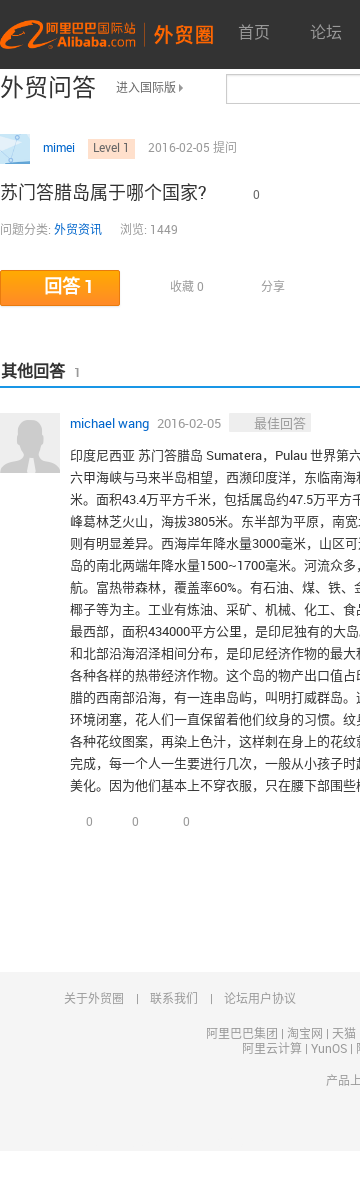 阿里巴巴国际站
Alibaba.com
外贸圈
首页
论坛
外贸问答
进入国际版
mimei
Level 1
2016-02-05 提问
苏门答腊岛属于哪个国家?
0
问题分类: 外贸资讯
浏览: 1449
回答 1
收藏 0
分享
其他回答 1
michael wang 2016-02-05 最佳回答
印度尼西亚 苏门答腊岛 Sumatera，Pulau 世界第六
六甲海峡与马来半岛相望，西濒印度洋，东临南海和
米。面积43.4万平方千米，包括属岛约47.5万平方千
峰葛林芝火山，海拔3805米。东半部为平原，南宽
则有明显差异。西海岸年降水量3000毫米，山区可
岛的南北两端年降水量1500~1700毫米。河流众多，
航。富热带森林，覆盖率60%。有石油、煤、铁、金
椰子等为主。工业有炼油、采矿、机械、化工、食品
最西部，面积434000平方公里，是印尼独有的大岛
和北部沿海沼泽相间分布，是印尼经济作物的最大
各种各样的热带经济作物。这个岛的物产出口值占
腊的西南部沿海，有一连串岛屿，叫明打威群岛。
环境闭塞，花人们一直保留着他们纹身的习惯。纹身
各种花纹图案，再染上色汁，这样刺在身上的花纹
完成，每一个人一生要进行几次，一般从小孩子时
美化。因为他们基本上不穿衣服，只在腰下部围些
0 0 0
关于外贸圈 | 联系我们 | 论坛用户协议
阿里巴巴集团 | 淘宝网 | 天猫
阿里云计算 | YunOS |
产品上